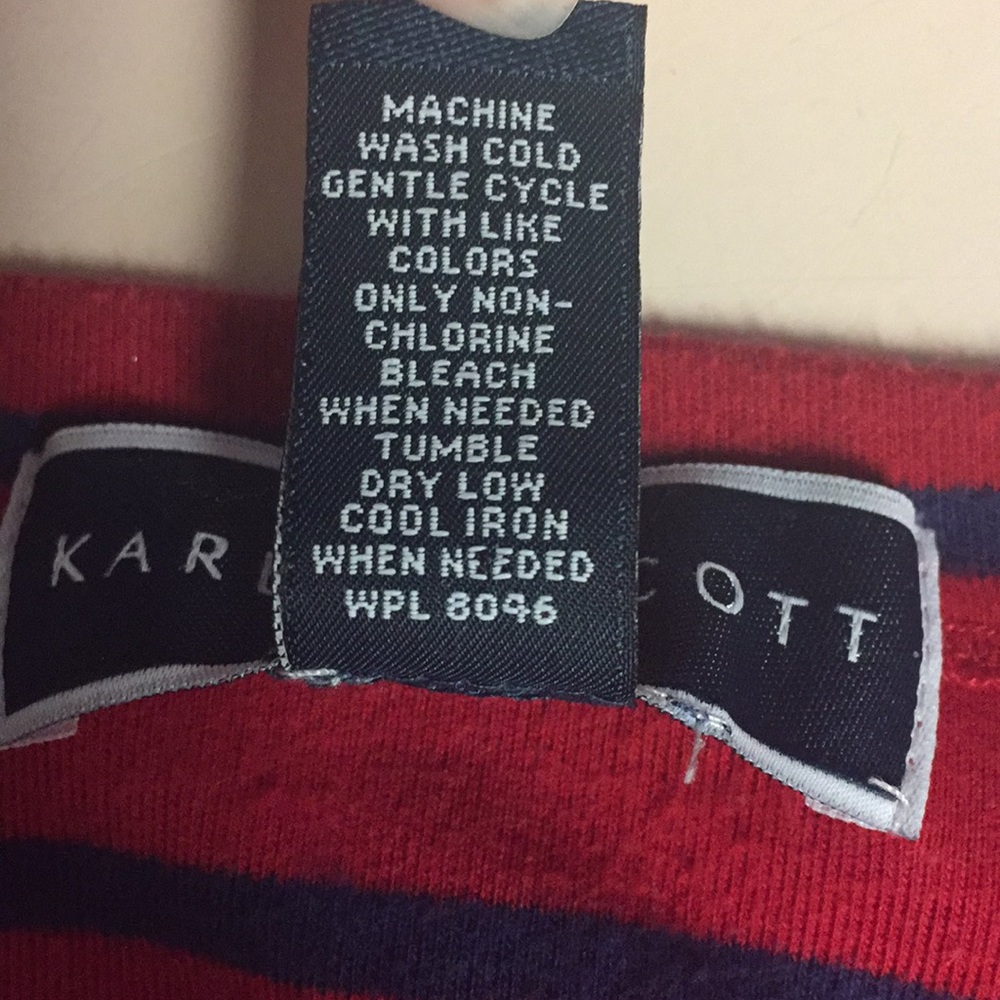 MACHINE
WASH COLD
GENTLE CYCLE
WITH LIKE
COLORS
ONLY NON-
CHLORINE
BLEACH
WHEN NEEDED
TUMBLE
DRY LOW
COOL IRON
WHEN NEEDED
WPL 8096
KAR OTT